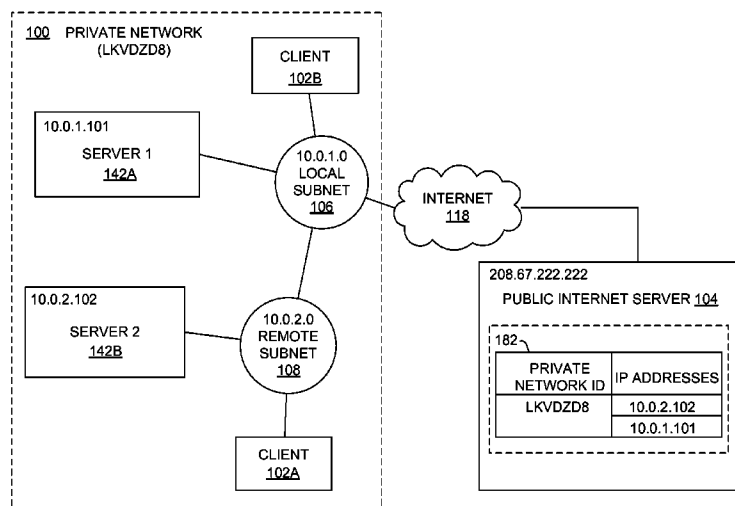 100 PRIVATE NETWORK
(LKVDZD8)
CLIENT
102B
10.0.1.101
SERVER 1
142A
10.0.1.0
LOCAL
SUBNET
106
INTERNET
118
10.0.2.102
SERVER 2
142B
10.0.2.0
REMOTE
SUBNET
108
CLIENT
102A
208.67.222.222
PUBLIC INTERNET SERVER 104
182
PRIVATE
NETWORK ID
IP ADDRESSES
LKVDZD8
10.0.2.102
10.0.1.101